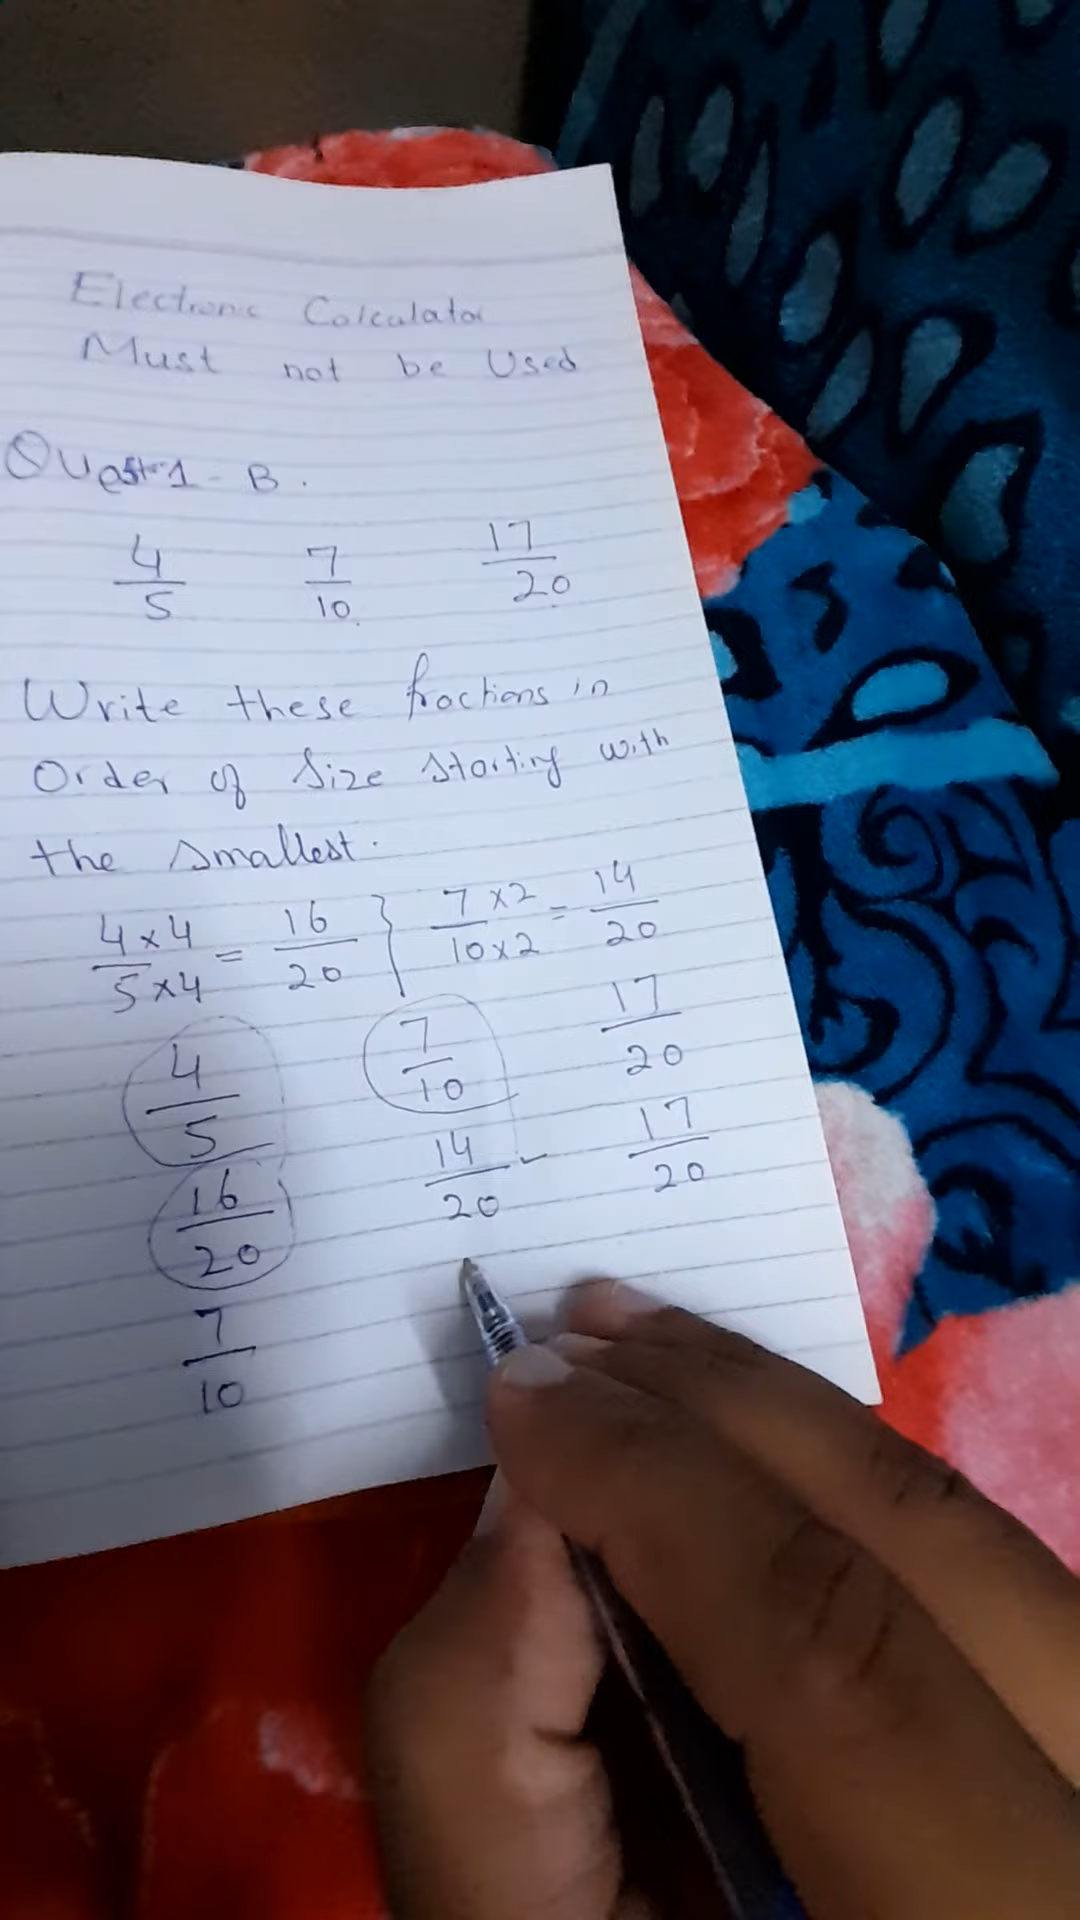 Electronic Calculator
Must not be Used
Quest-1 - B.
4/5 7/10 17/20
Write these fractions in
Order of Size starting with
the smallest.
4×4/5×4 = 16/20 } 7×2/10×2 = 14/20
4/5 7/10 17/20
16/20 14/20 17/20
7/10